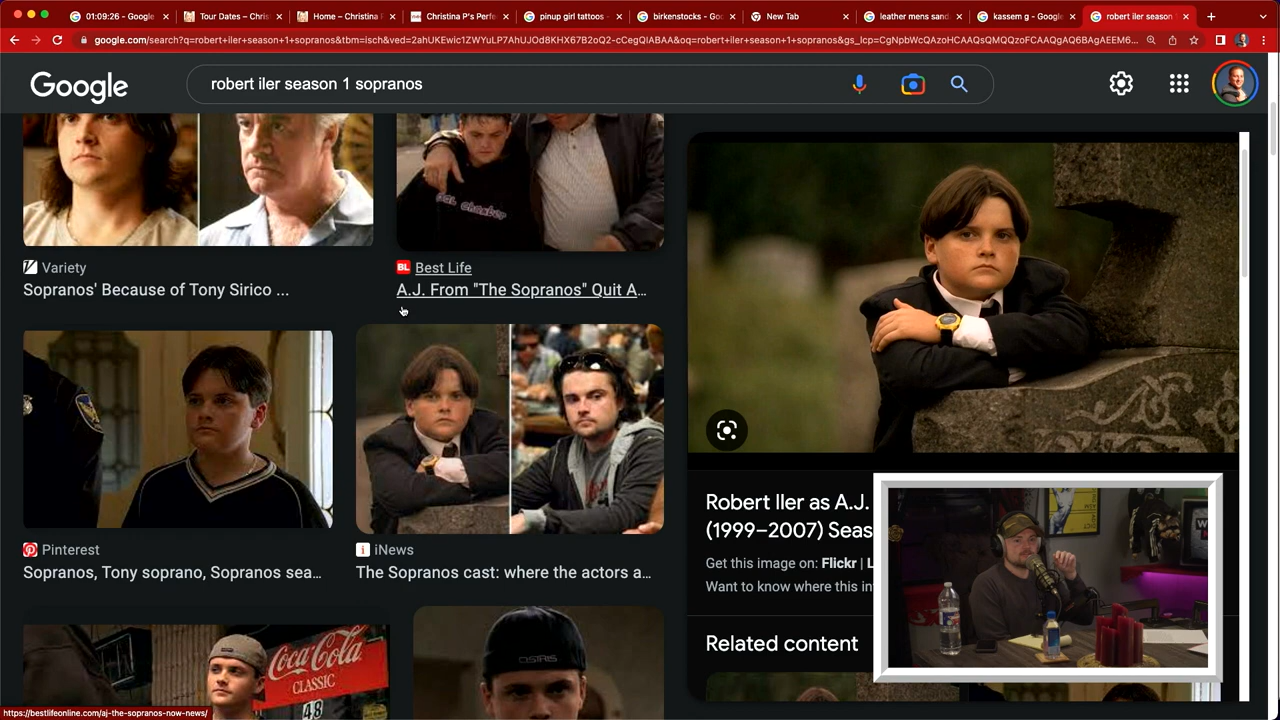 01:09:26 - Google
Tour Dates – Chris
Home – Christina P
Christina P's Perfe
pinup girl tattoos -
birkenstocks - Goo
New Tab
leather mens sand
kassem g - Google
robert iler season
google.com/search?q=robert+iler+season+1+sopranos&tbm=isch&ved=2ahUKEwic1ZWYuLP7AhUJOd8KHX67B2oQ2-cCegQIABAA&oq=robert+iler+season+1+sopranos&gs_lcp=CgNpbWcQAzoHCAAQsQMQQzoFCAAQgAQ6BAgAEEM6...
Google
robert iler season 1 sopranos
Variety
Sopranos' Because of Tony Sirico ...
BL Best Life
A.J. From "The Sopranos" Quit A...
Pinterest
Sopranos, Tony soprano, Sopranos sea...
i iNews
The Sopranos cast: where the actors a...
Coca-Cola
CLASSIC
48
OSIRIS
Robert Iler as A.J.
(1999–2007) Seas
Get this image on: Flickr | L
Want to know where this in
Related content
https://bestlifeonline.com/aj-the-sopranos-now-news/